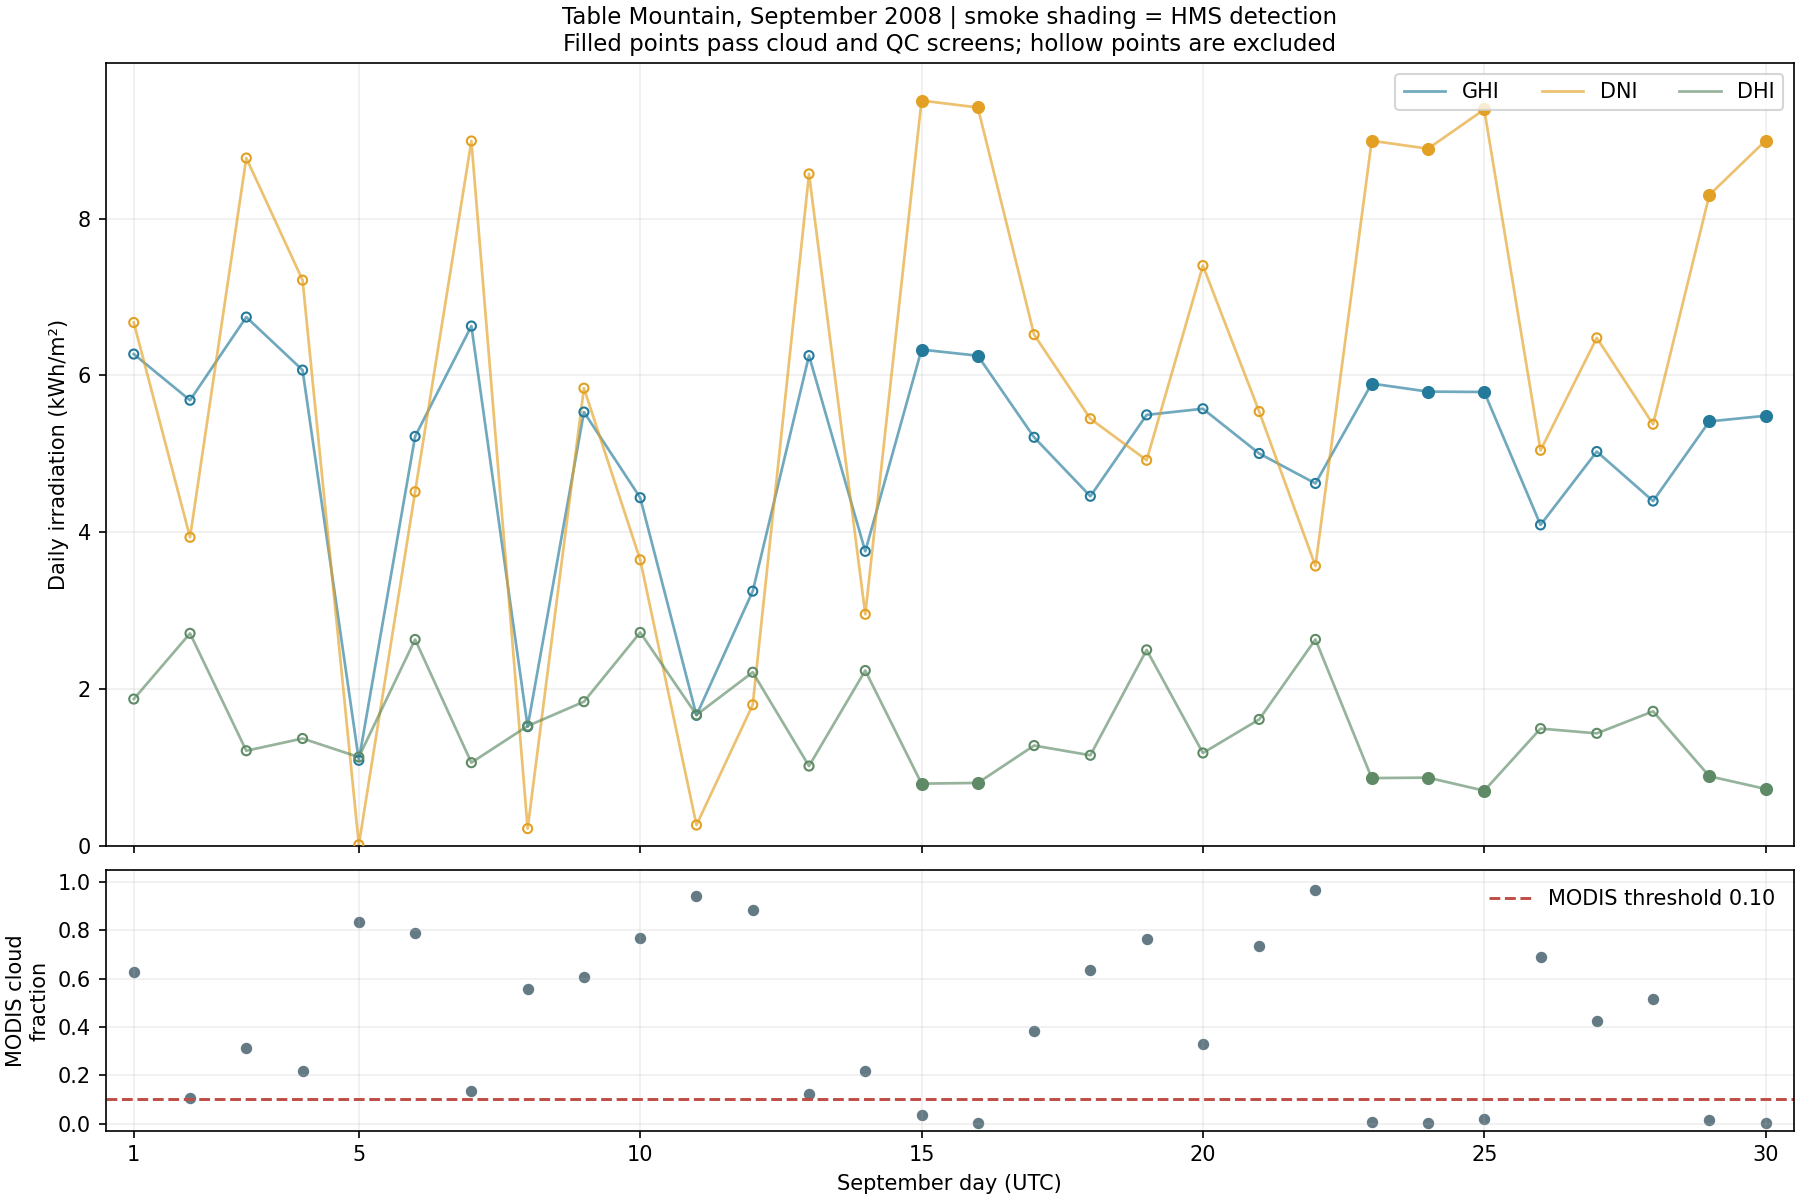 Table Mountain, September 2008 | smoke shading = HMS detection
Filled points pass cloud and QC screens; hollow points are excluded
GHI DNI DHI
Daily irradiation (kWh/m²)
8
6
4
2
0
MODIS cloud
fraction
1.0
0.8
0.6
0.4
0.2
0.0
MODIS threshold 0.10
1 5 10 15 20 25 30
September day (UTC)